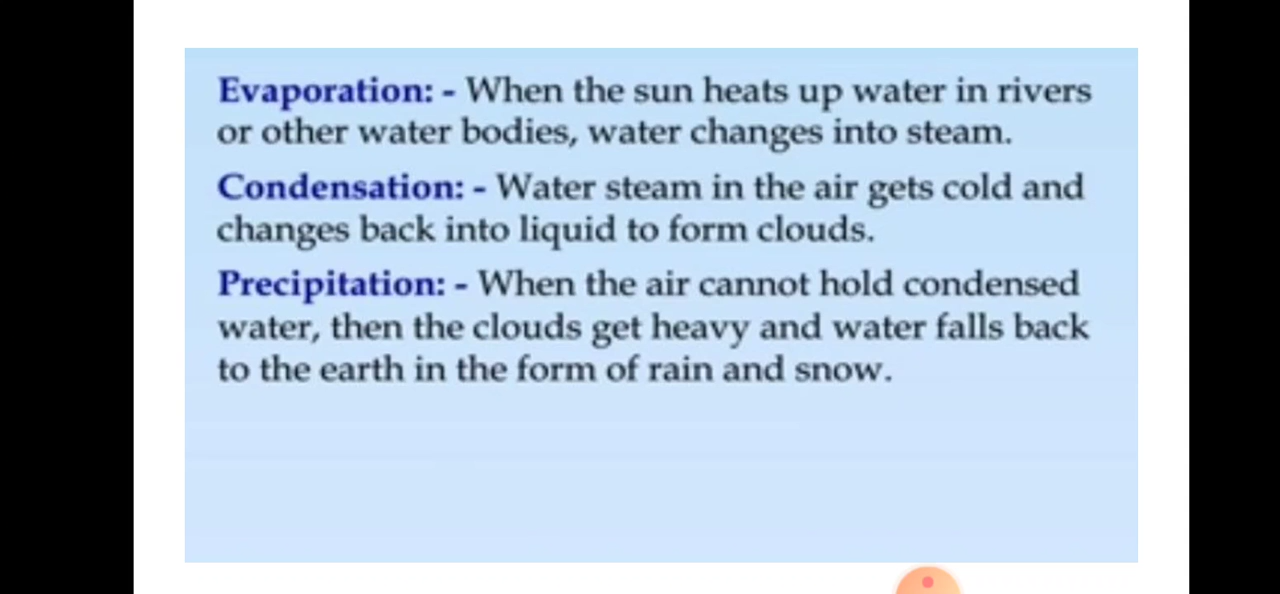 Evaporation: - When the sun heats up water in rivers
or other water bodies, water changes into steam.
Condensation: - Water steam in the air gets cold and
changes back into liquid to form clouds.
Precipitation: - When the air cannot hold condensed
water, then the clouds get heavy and water falls back
to the earth in the form of rain and snow.